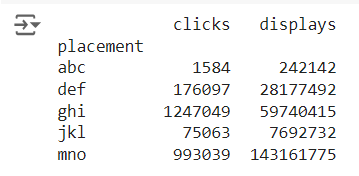 clicks displays
placement
abc 1584 242142
def 176097 28177492
ghi 1247049 59740415
jkl 75063 7692732
mno 993039 143161775